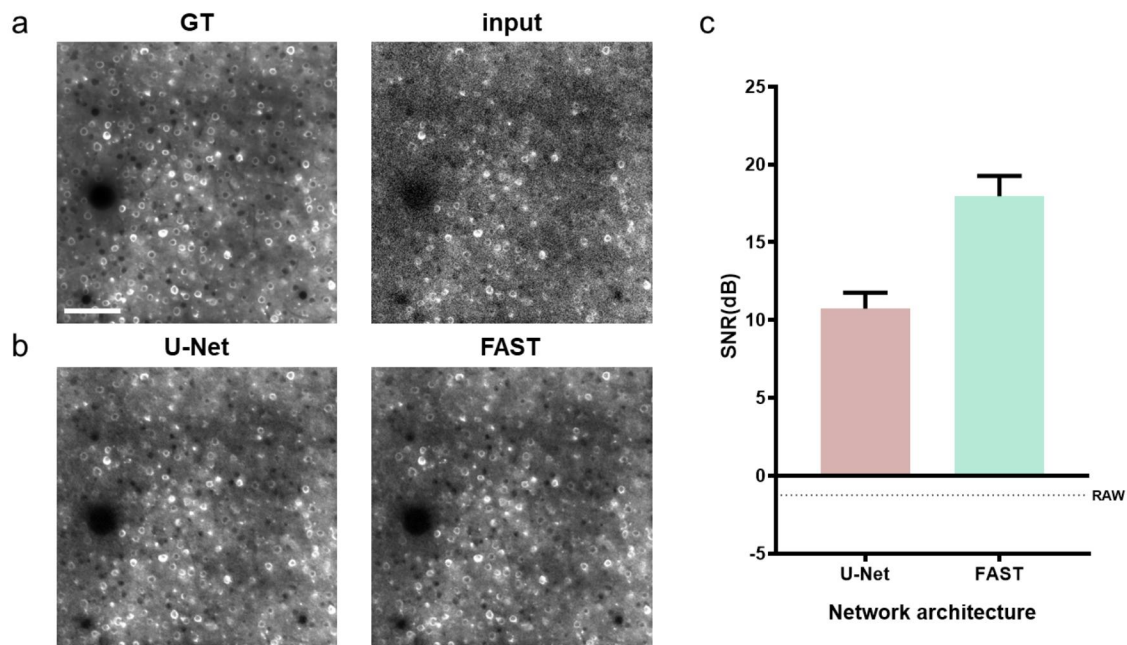 a
GT
input
b
U-Net
FAST
c
25
20
15
10
5
0
-5
SNR(dB)
RAW
U-Net
FAST
Network architecture